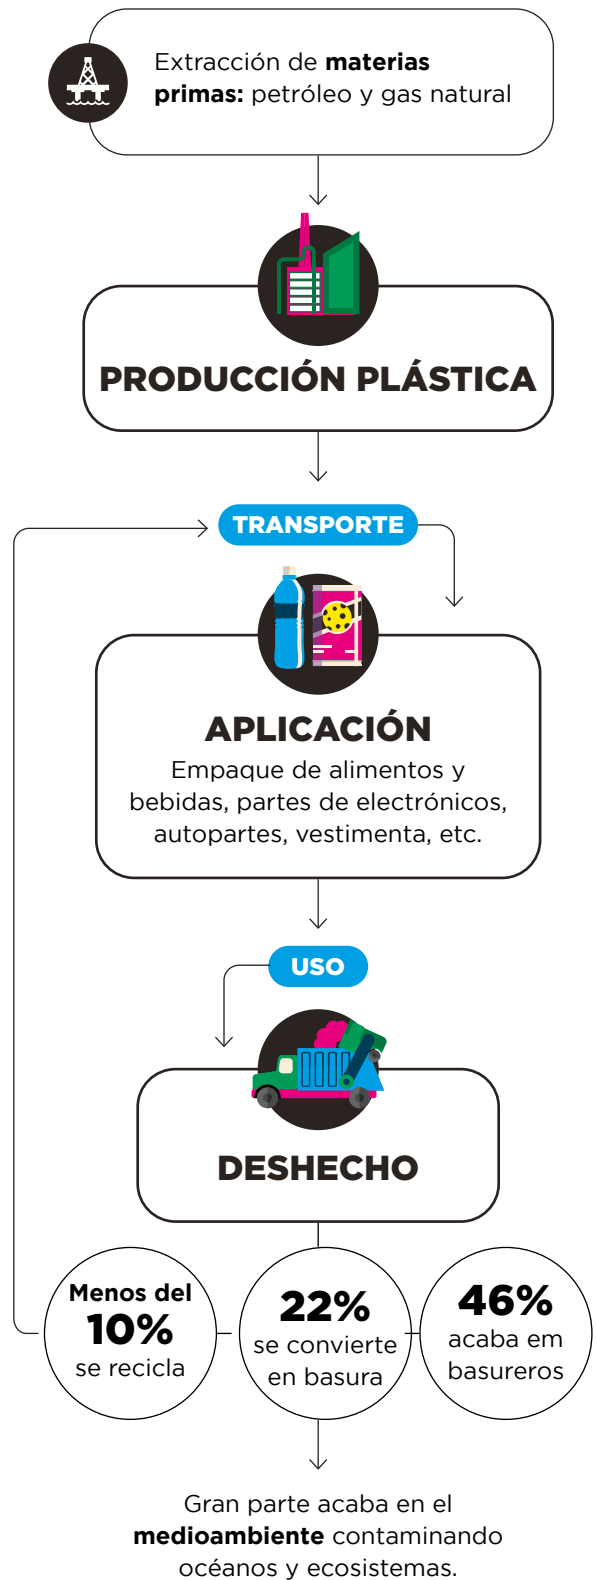 Extracción de materias
primas: petróleo y gas natural
PRODUCCIÓN PLÁSTICA
TRANSPORTE
APLICACIÓN
Empaque de alimentos y
bebidas, partes de electrónicos,
autopartes, vestimenta, etc.
USO
DESHECHO
Menos del
10%
se recicla
22%
se convierte
en basura
46%
acaba em
basureros
Gran parte acaba en el
medioambiente contaminando
océanos y ecosistemas.